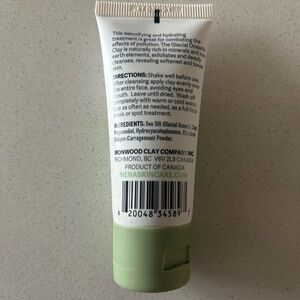 This detoxifying and hydrating
treatment is great for combating the
effects of pollution. The Glacial Oceanic
Clay is naturally rich in minerals and
earth elements, exfoliates and deeply
cleanses, revealing softened and
skin.
DIRECTIONS: Shake well before use.
After cleansing apply clay evenly over
the entire face, avoiding eyes and
mouth. Leave until dried. Wash off
completely with warm or cold water.
Use as often as needed, as a full face
mask or spot treatment.
INGREDIENTS: Sea Silt (Glacial Oceanic Clay),
Propanediol, Hydroxyacetophenone,
(Carrageenan) Powder.
IRONWOOD CLAY COMPANY INC.
RICHMOND, BC V6V 2L9 CANADA
PRODUCT OF CANADA
NENASKINCARE.COM
6 20048 34589